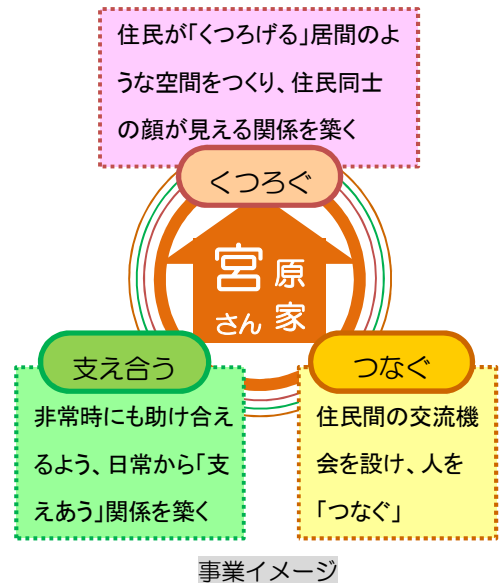 住民が「くつろげる」居間のよ
うな空間をつくり、住民同士
の顔が見える関係を築く
くつろぐ
宮原
さん家
支え合う
非常時にも助け合え
るよう、日常から「支
えあう」関係を築く
つなぐ
住民間の交流機
会を設け、人を
「つなぐ」
事業イメージ